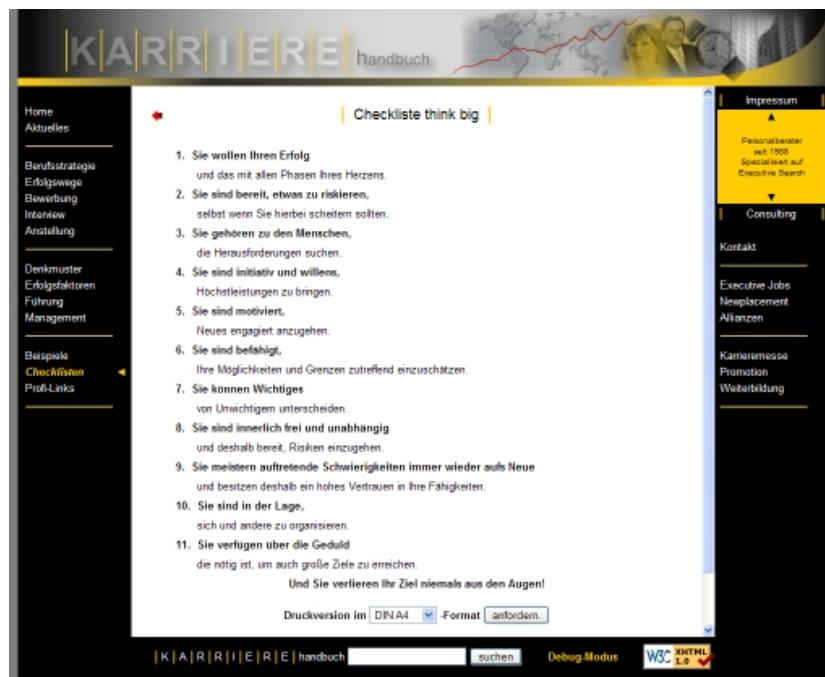 |K|A|R|R|I|E|R|E| handbuch
Home
Aktuelles
Berufsstrategie
Erfolgswege
Bewerbung
Interview
Anstellung
Denkmuster
Erfolgsfaktoren
Führung
Management
Beispiele
Checklisten
Profi-Links
Checkliste think big
1. Sie wollen Ihren Erfolg
und das mit allen Phasen Ihres Herzens.
2. Sie sind bereit, etwas zu riskieren,
selbst wenn Sie hierbei scheitern sollten.
3. Sie gehören zu den Menschen,
die Herausforderungen suchen.
4. Sie sind initiativ und willens,
Höchstleistungen zu bringen.
5. Sie sind motiviert,
Neues engagiert anzugehen.
6. Sie sind befähigt,
Ihre Möglichkeiten und Grenzen zutreffend einzuschätzen.
7. Sie können Wichtiges
von Unwichtigem unterscheiden.
8. Sie sind innerlich frei und unabhängig
und deshalb bereit, Risiken einzugehen.
9. Sie meistern auftretende Schwierigkeiten immer wieder aufs Neue
und besitzen deshalb ein hohes Vertrauen in Ihre Fähigkeiten.
10. Sie sind in der Lage,
sich und andere zu organisieren.
11. Sie verfügen über die Geduld
die nötig ist, um auch große Ziele zu erreichen.
Und Sie verlieren Ihr Ziel niemals aus den Augen!
Druckversion im DIN A4 -Format anfordern.
Impressum
Personalberater
seit 1988
Spezialisiert auf
Executive Search
Consulting
Kontakt
Executive Jobs
Newplacement
Allianzen
Karrieremesse
Promotion
Weiterbildung
|K|A|R|R|I|E|R|E| handbuch suchen Debug-Modus W3C XHTML 1.0